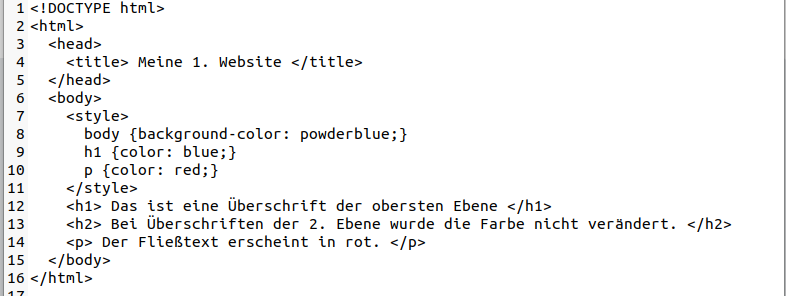 1 <!DOCTYPE html>
2 <html>
3   <head>
4     <title> Meine 1. Website </title>
5   </head>
6   <body>
7     <style>
8       body {background-color: powderblue;}
9       h1 {color: blue;}
10       p {color: red;}
11     </style>
12     <h1> Das ist eine Überschrift der obersten Ebene </h1>
13     <h2> Bei Überschriften der 2. Ebene wurde die Farbe nicht verändert. </h2>
14     <p> Der Fließtext erscheint in rot. </p>
15   </body>
16 </html>
17